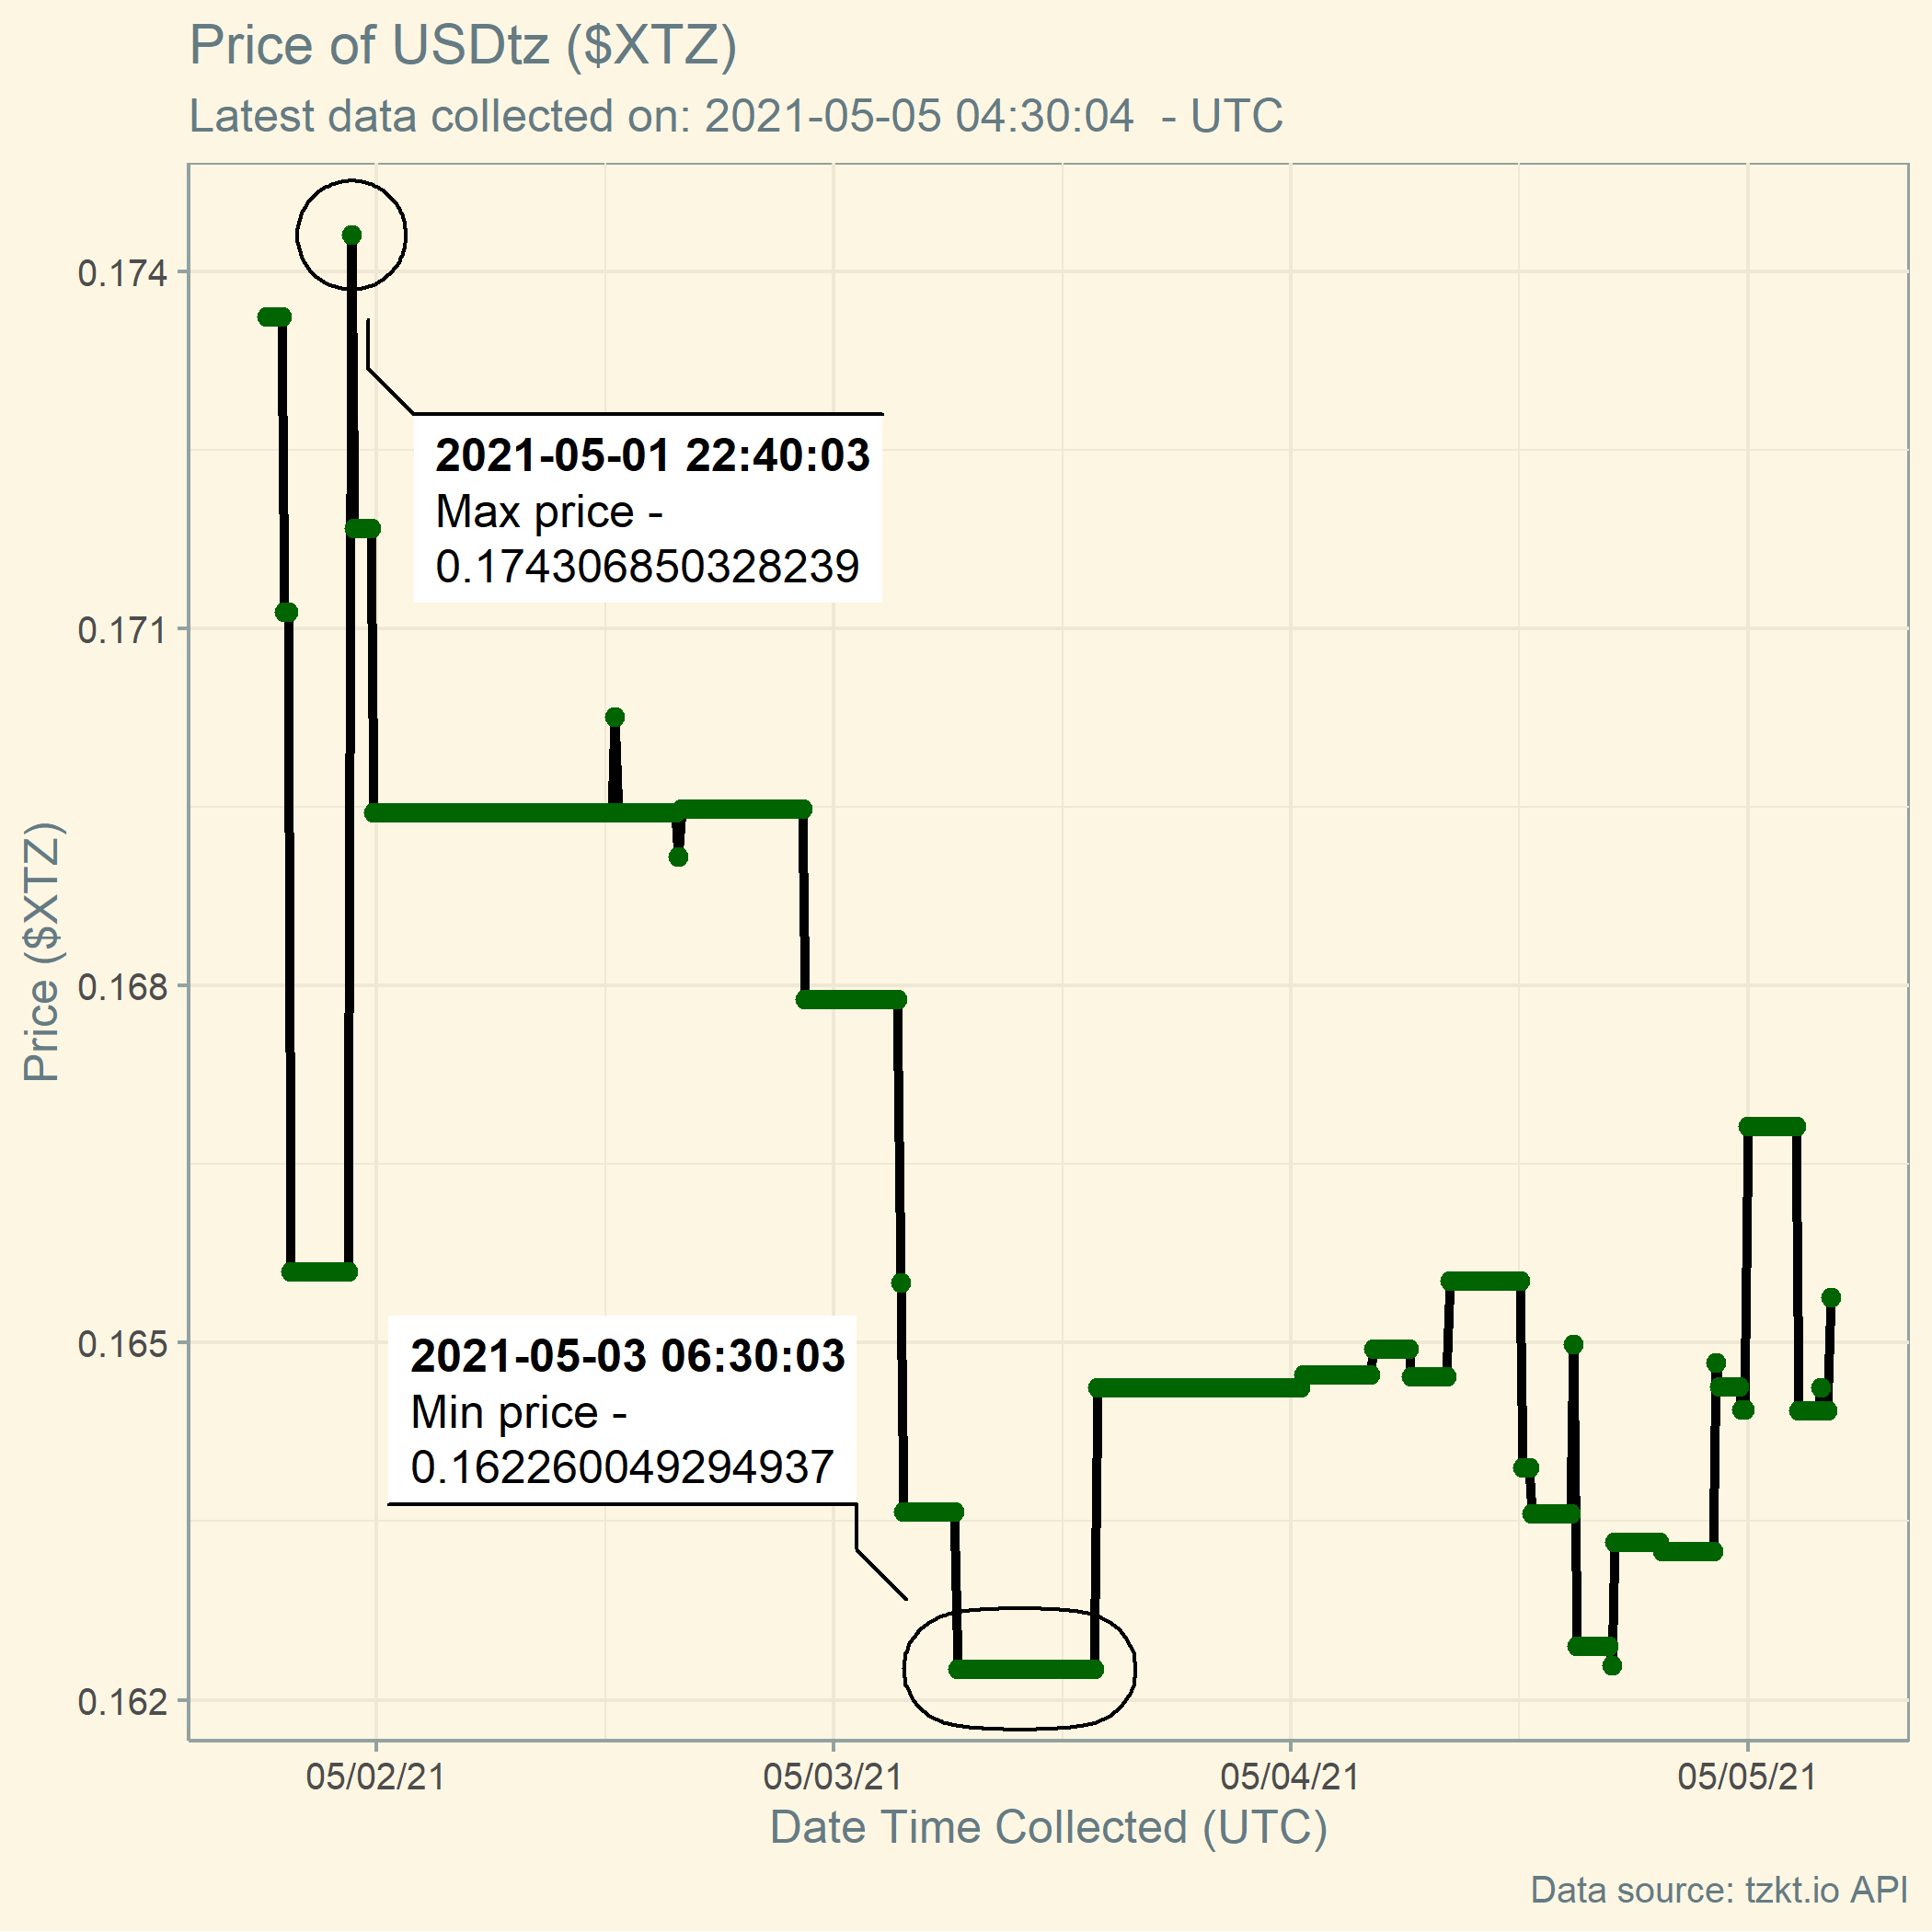 Price of USDtz ($XTZ)
Latest data collected on: 2021-05-05 04:30:04  - UTC
0.174
0.171
0.168
0.165
0.162
Price ($XTZ)
2021-05-01 22:40:03
Max price -
0.174306850328239
2021-05-03 06:30:03
Min price -
0.162260049294937
05/02/21
05/03/21
05/04/21
05/05/21
Date Time Collected (UTC)
Data source: tzkt.io API